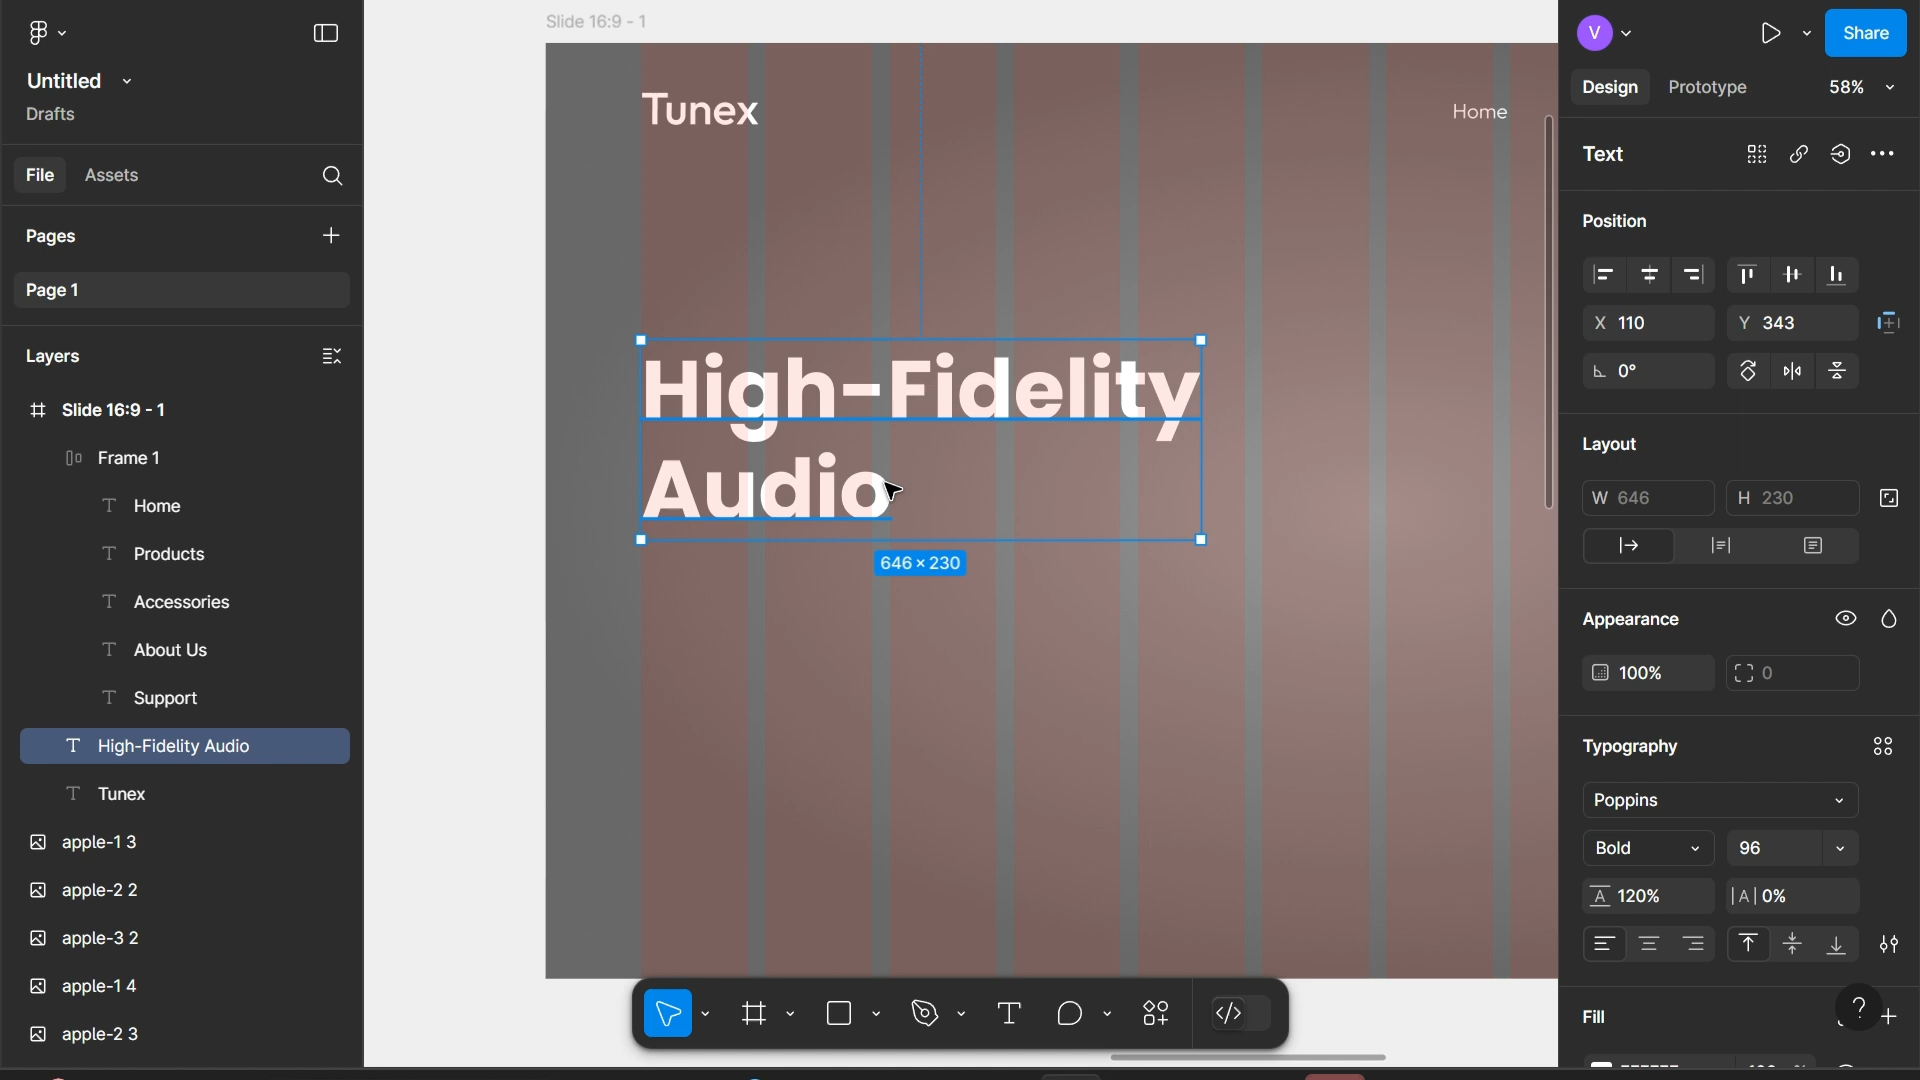 Untitled
Drafts
File
Assets
Pages
Page 1
Layers
Slide 16:9 - 1
Frame 1
Home
Products
Accessories
About Us
Support
High-Fidelity Audio
Tunex
apple-1 3
apple-2 2
apple-3 2
apple-1 4
apple-2 3
Slide 16:9 - 1
Tunex
Home
High-Fidelity
Audio
646 × 230
V
Share
Design
Prototype
58%
Text
Position
X 110
Y 343
0°
Layout
W 646
H 230
Appearance
100%
0
Typography
Poppins
Bold
96
A 120%
|A| 0%
Fill
?